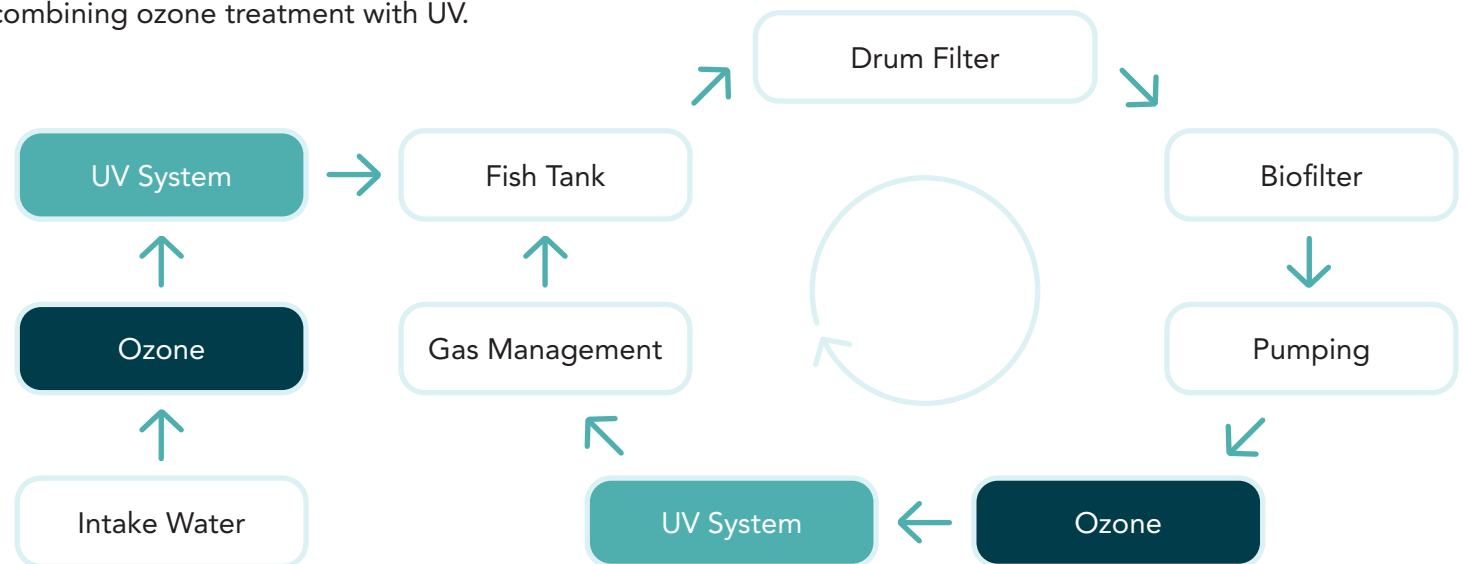 combining ozone treatment with UV.
Drum Filter
UV System
Fish Tank
Biofilter
Ozone
Gas Management
Pumping
Intake Water
UV System
Ozone